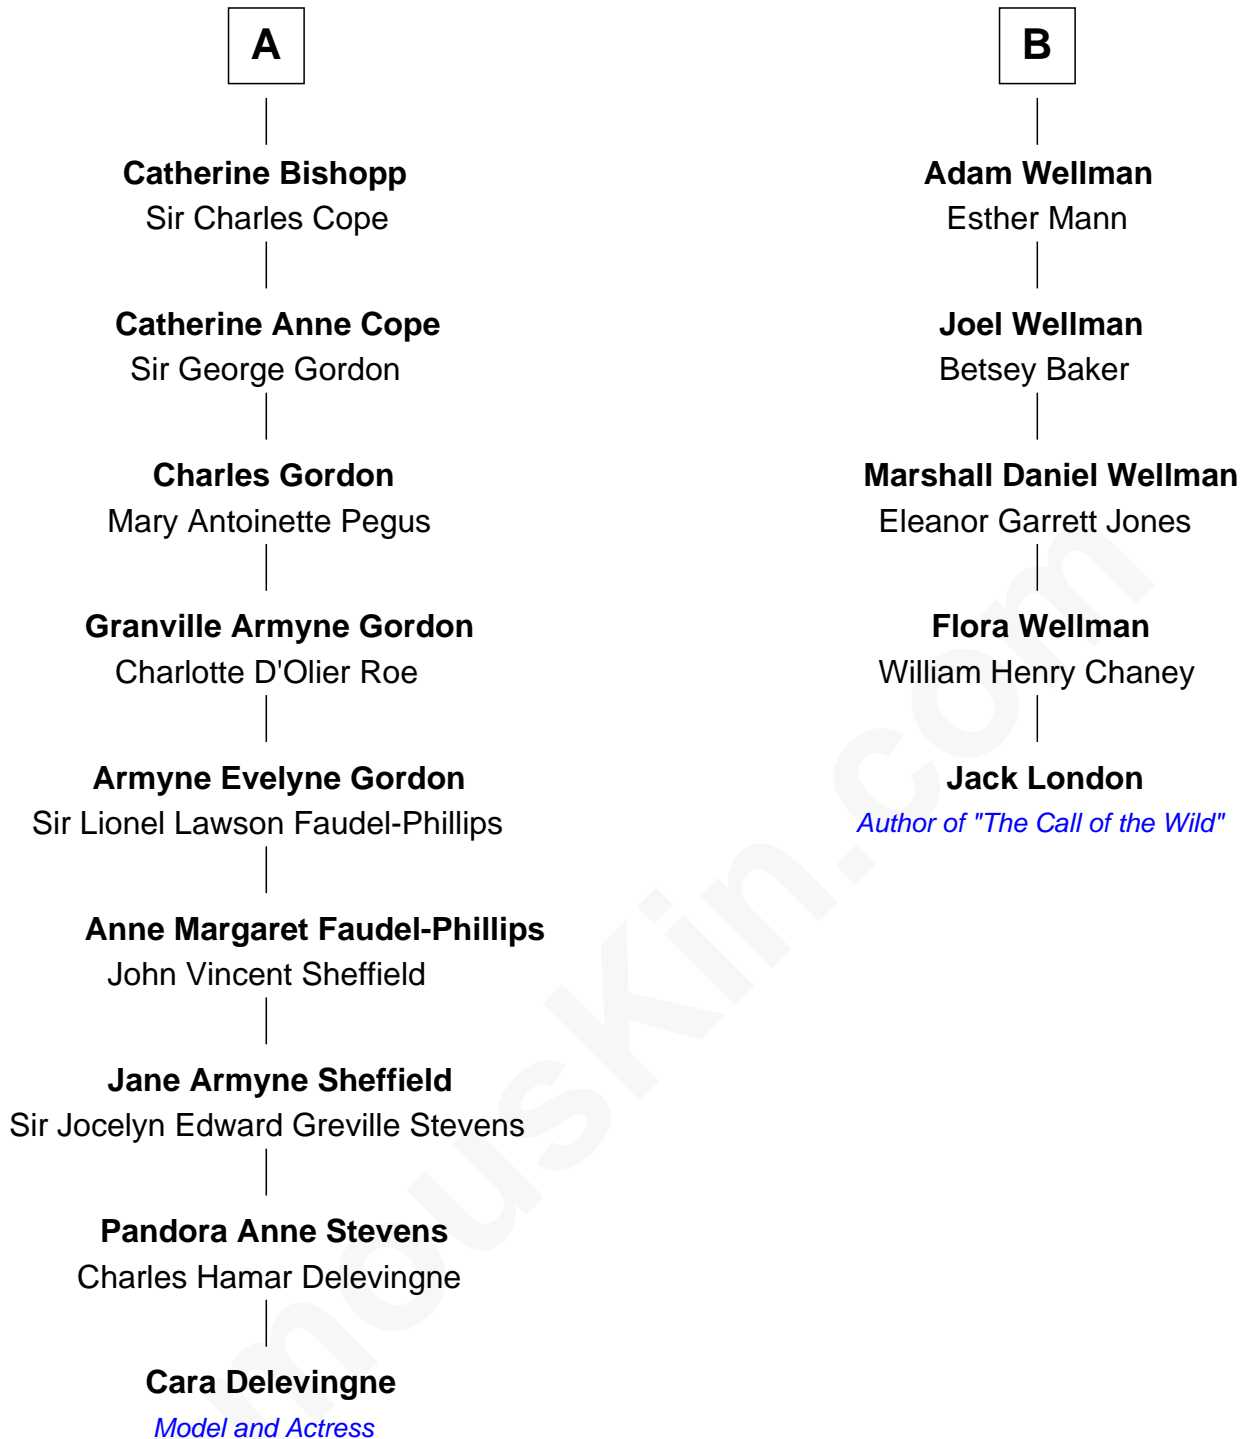 A
Catherine Bishopp
Sir Charles Cope
Catherine Anne Cope
Sir George Gordon
Charles Gordon
Mary Antoinette Pegus
Granville Armyne Gordon
Charlotte D'Olier Roe
Armyne Evelyne Gordon
Sir Lionel Lawson Faudel-Phillips
Anne Margaret Faudel-Phillips
John Vincent Sheffield
Jane Armyne Sheffield
Sir Jocelyn Edward Greville Stevens
Pandora Anne Stevens
Charles Hamar Delevingne
Cara Delevingne
Model and Actress
B
Adam Wellman
Esther Mann
Joel Wellman
Betsey Baker
Marshall Daniel Wellman
Eleanor Garrett Jones
Flora Wellman
William Henry Chaney
Jack London
Author of "The Call of the Wild"
mousKin.com